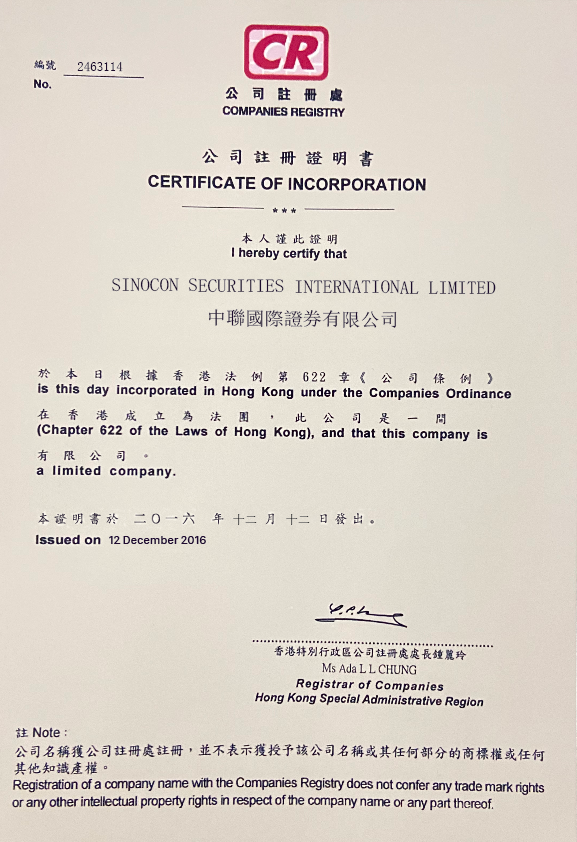 CR
編號 2463114
No.
公司註冊處
COMPANIES REGISTRY
公司註冊證明書
CERTIFICATE OF INCORPORATION
***
本人謹此證明
I hereby certify that
SINOCON SECURITIES INTERNATIONAL LIMITED
中聯國際證券有限公司
於本日根據香港法例第622章《公司條例》
is this day incorporated in Hong Kong under the Companies Ordinance
在香港成立為法團，此公司是一間
(Chapter 622 of the Laws of Hong Kong), and that this company is
有限公司。
a limited company.
本證明書於 二〇一六 年十二月十二日發出。
Issued on 12 December 2016
香港特別行政區公司註冊處處長鍾麗玲
Ms Ada L L CHUNG
Registrar of Companies
Hong Kong Special Administrative Region
註 Note :
公司名稱獲公司註冊處註冊，並不表示獲授予該公司名稱或其任何部分的商標權或任何
其他知識產權。
Registration of a company name with the Companies Registry does not confer any trade mark rights
or any other intellectual property rights in respect of the company name or any part thereof.